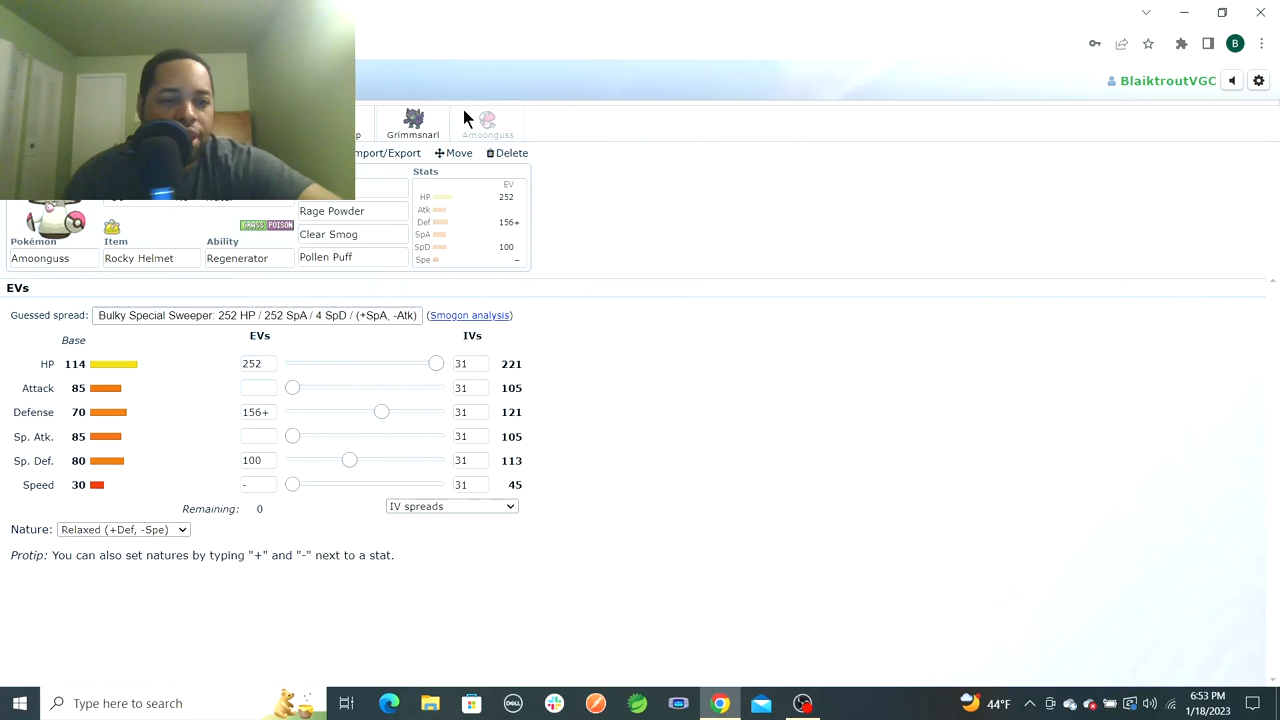 B
BlaiktroutVGC
Grimmsnarl
Amoonguss
Import/Export
Move
Delete
Stats
EV
HP 252
Rage Powder
Atk
Def 156+
GRASS POISON
Clear Smog
SpA
Pokémon Item Ability
SpD 100
Amoonguss Rocky Helmet Regenerator
Pollen Puff
Spe –
EVs
Guessed spread: Bulky Special Sweeper: 252 HP / 252 SpA / 4 SpD / (+SpA, -Atk) (Smogon analysis)
Base EVs IVs
HP 114 252 31 221
Attack 85 31 105
Defense 70 156+ 31 121
Sp. Atk. 85 31 105
Sp. Def. 80 100 31 113
Speed 30 - 31 45
Remaining: 0 IV spreads
Nature: Relaxed (+Def, -Spe)
Protip: You can also set natures by typing "+" and "-" next to a stat.
Type here to search
DELL
44°F
6:53 PM
1/18/2023